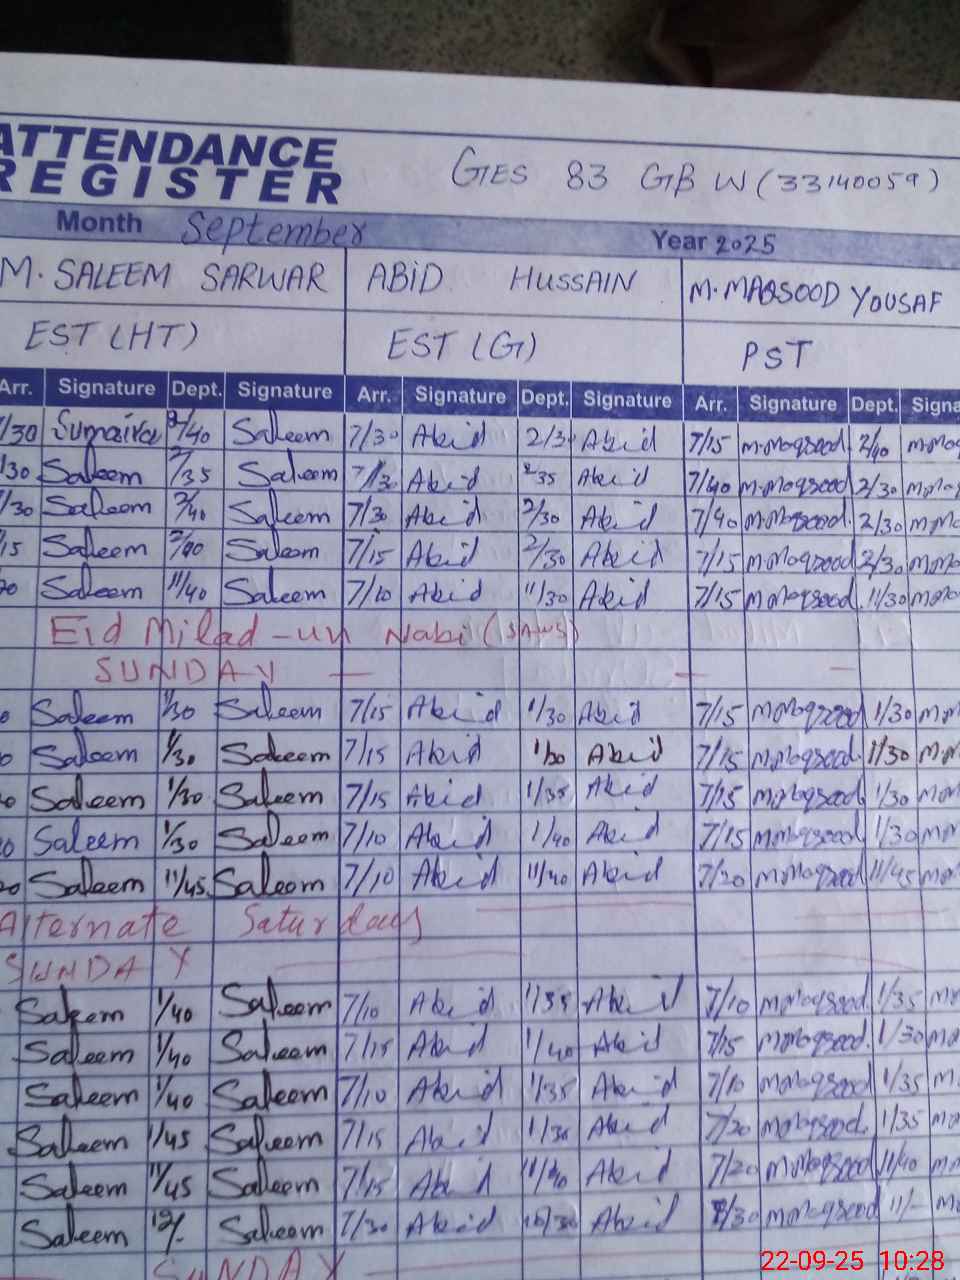 ATTENDANCE
REGISTER
GES 83 GB W (33140059)
Month September Year 2025
M. SALEEM SARWAR ABID HUSSAIN M. MAQSOOD YOUSAF
EST (HT) EST (G) PST
Arr. Signature Dept. Signature Arr. Signature Dept. Signature Arr. Signature Dept. Signa
7/30 Sumaira 2/40 Saleem 7/30 Abid 2/3 Abid 7/15 M.Maqsood 2/40
/30 Saleem 2/35 Saleem 7/30 Abid 2/35 Abid 7/40 M.Maqsood 2/30
/30 Saleem 2/40 Saleem 7/30 Abid 2/30 Abid 7/40 M.Maqsood 2/30
/15 Saleem 2/40 Saleem 7/15 Abid 2/30 Abid 7/15 M.Maqsood 2/30
20 Saleem 11/40 Saleem 7/10 Abid 11/30 Abid 7/15 M.Maqsood 11/30
Eid Milad-un Nabi (SAWS)
SUNDAY
Saleem 1/30 Saleem 7/15 Abid 1/30 Abid 7/15 M.Maqsood 1/30
Saleem 1/30 Saleem 7/15 Abid 1/30 Abid 7/15 M.Maqsood 1/30
Saleem 1/30 Saleem 7/15 Abid 1/35 Abid 7/15 M.Maqsood 1/30
Saleem 1/30 Saleem 7/10 Abid 1/40 Abid 7/15 M.Maqsood 1/30
20 Saleem 11/45 Saleem 7/10 Abid 11/40 Abid 7/20 M.Maqsood 11/45
Alternate Saturdays
SUNDAY
Saleem 1/40 Saleem 7/10 Abid 1/35 Abid 7/10 M.Maqsood 1/35
Saleem 1/40 Saleem 7/15 Abid 1/40 Abid 7/15 M.Maqsood 1/30
Saleem 1/40 Saleem 7/10 Abid 1/35 Abid 7/10 M.Maqsood 1/35
Saleem 1/45 Saleem 7/15 Abid 1/30 Abid 7/20 M.Maqsood 1/35
Saleem 11/45 Saleem 7/15 Abid 11/40 Abid 7/20 M.Maqsood 11/40
Saleem 12/- Saleem 7/30 Abid Abid 7/30 M.Maqsood 11/-
SUNDAY
22-09-25 10:28